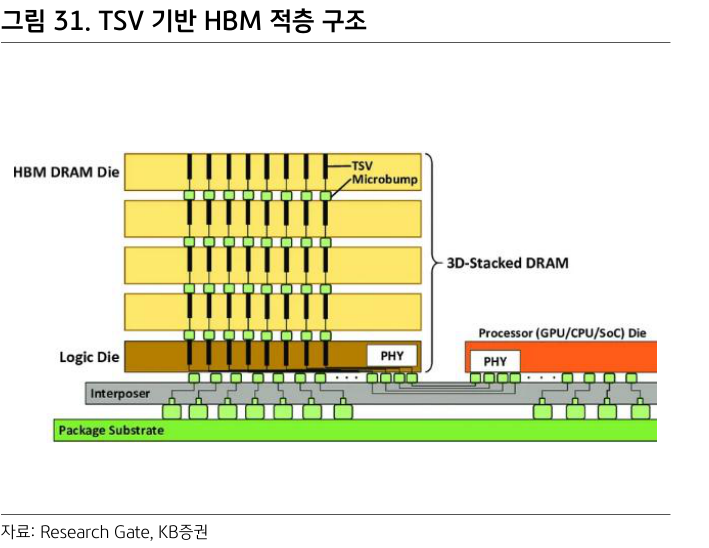 그림 31. TSV 기반 HBM 적층 구조
HBM DRAM Die
TSV
Microbump
3D-Stacked DRAM
Processor (GPU/CPU/SoC) Die
Logic Die
PHY
PHY
Interposer
Package Substrate
자료: Research Gate, KB증권